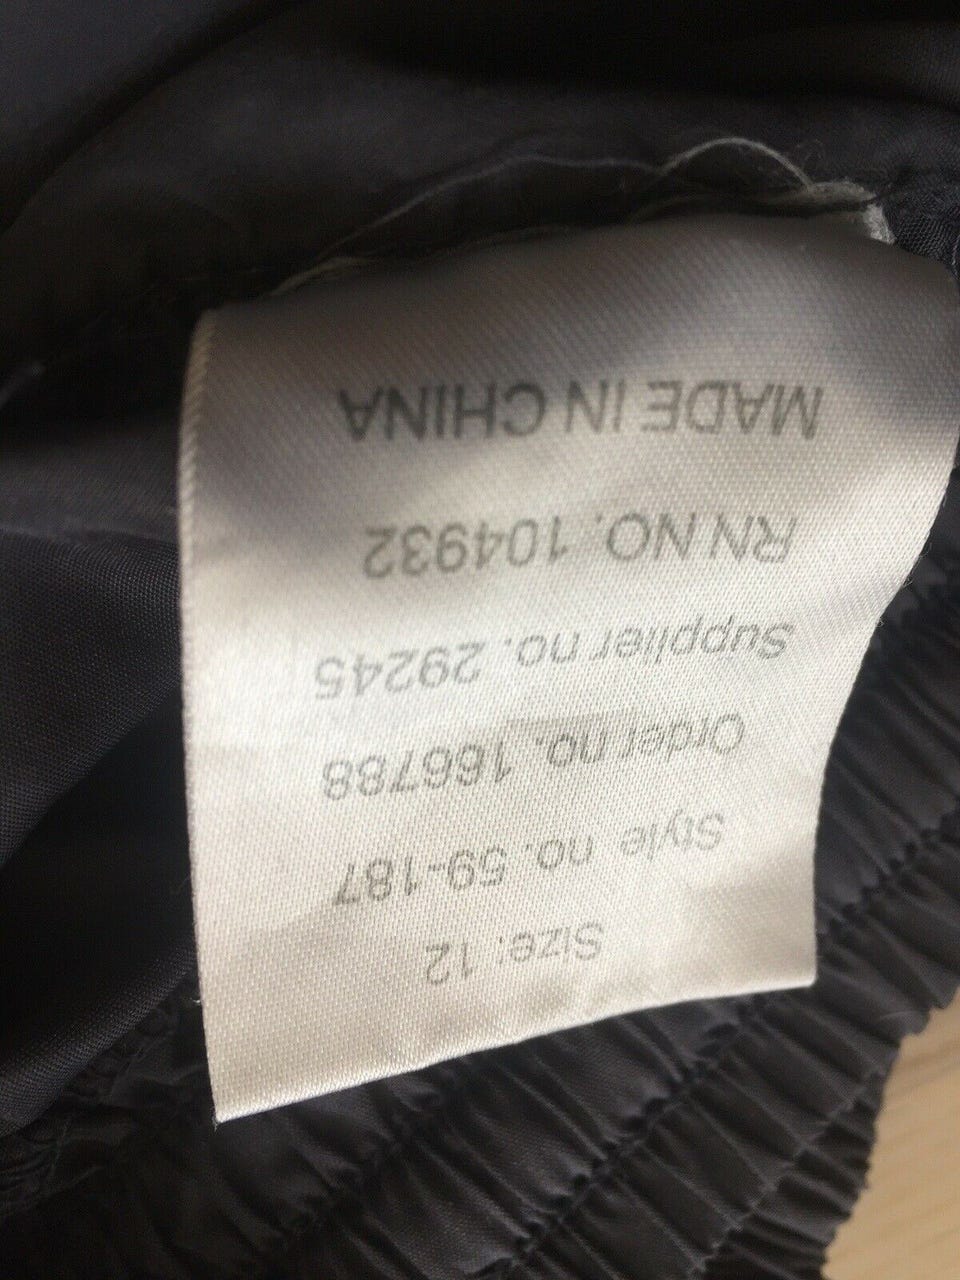 Size: 12
Style no. 59-187
Order no. 166788
Supplier no. 29245
RN NO. 104932
MADE IN CHINA